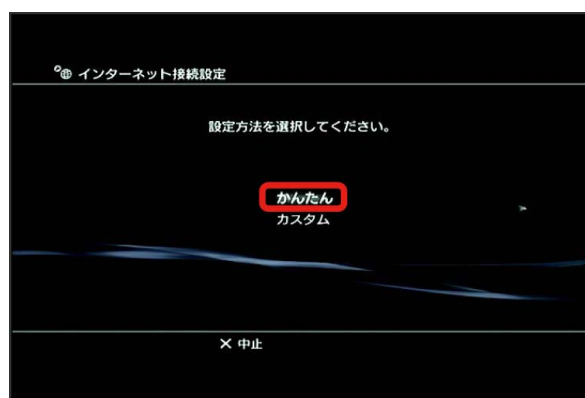 インターネット接続設定
設定方法を選択してください。
かんたん
カスタム
✕ 中止